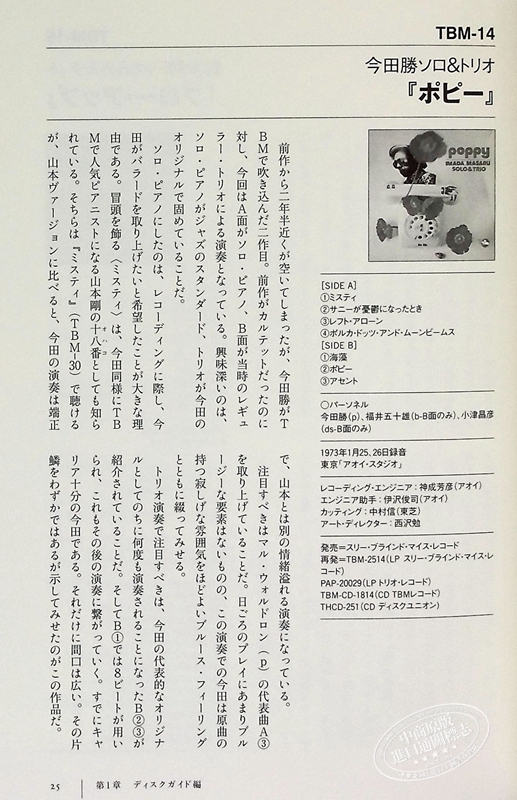 TBM-14
今田勝ソロ&トリオ
『ポピー』
poppy
IMADA MASARU
SOLO&TRIO
[SIDE A]
①ミスティ
②サニーが憂鬱になったとき
③レフト・アローン
④ポルカ・ドッツ・アンド・ムーンビームス
[SIDE B]
①海藻
②ポピー
③アセント
○パーソネル
今田勝(p)、福井五十雄(b-B面のみ)、小津昌彦
(ds-B面のみ)
1973年1月25、26日録音
東京「アオイ・スタジオ」
レコーディング・エンジニア:神成芳彦(アオイ)
エンジニア助手:伊沢俊司(アオイ)
カッティング:中村信(東芝)
アート・ディレクター:西沢勉
発売=スリー・ブラインド・マイス・レコード
再発=TBM-2514(LP スリー・ブラインド・マイス・レ
コード)
PAP-20029(LP トリオ・レコード)
TBM-CD-1814(CD TBMレコード)
THCD-251(CD ディスクユニオン)
前作から二年半近くが空いてしまったが、今田勝がT
BMで吹き込んだ二作目。前作がカルテットだったのに
対し、今回はA面がソロ・ピアノ、B面が当時のレギュ
ラー・トリオによる演奏となっている。興味深いのは、
ソロ・ピアノがジャズのスタンダード、トリオが今田の
オリジナルで固めていることだ。
ソロ・ピアノにしたのは、レコーディングに際し、今
田がバラードを取り上げたいと希望したことが大きな理
由である。冒頭を飾る〈ミスティ〉は、今田同様にTB
Mで人気ピアニストになる山本剛の十八番としても知ら
オハコ
れている。そちらは『ミスティ』(TBM-30)で聴ける
が、山本ヴァージョンに比べると、今田の演奏は端正
で、山本とは別の情緒溢れる演奏になっている。
注目すべきはマル・ウォルドロン(p)の代表曲A③
を取り上げていることだ。日ごろのプレイにあまりブル
ージーな要素はないものの、この演奏での今田は原曲の
持つ寂しげな雰囲気をほどよいブルース・フィーリング
とともに綴ってみせる。
トリオ演奏で注目すべきは、今田の代表的なオリジナ
ルとしてのちに何度も演奏されることになったB②③が
紹介されていることだ。そしてB①では8ビートが用い
られ、これもその後の演奏に繋がっていく。すでにキャ
リア十分の今田である。それだけに間口は広い。その片
鱗をわずかではあるが示してみせたのがこの作品だ。
25 第1章 ディスクガイド編
中商原版
进口通關书店